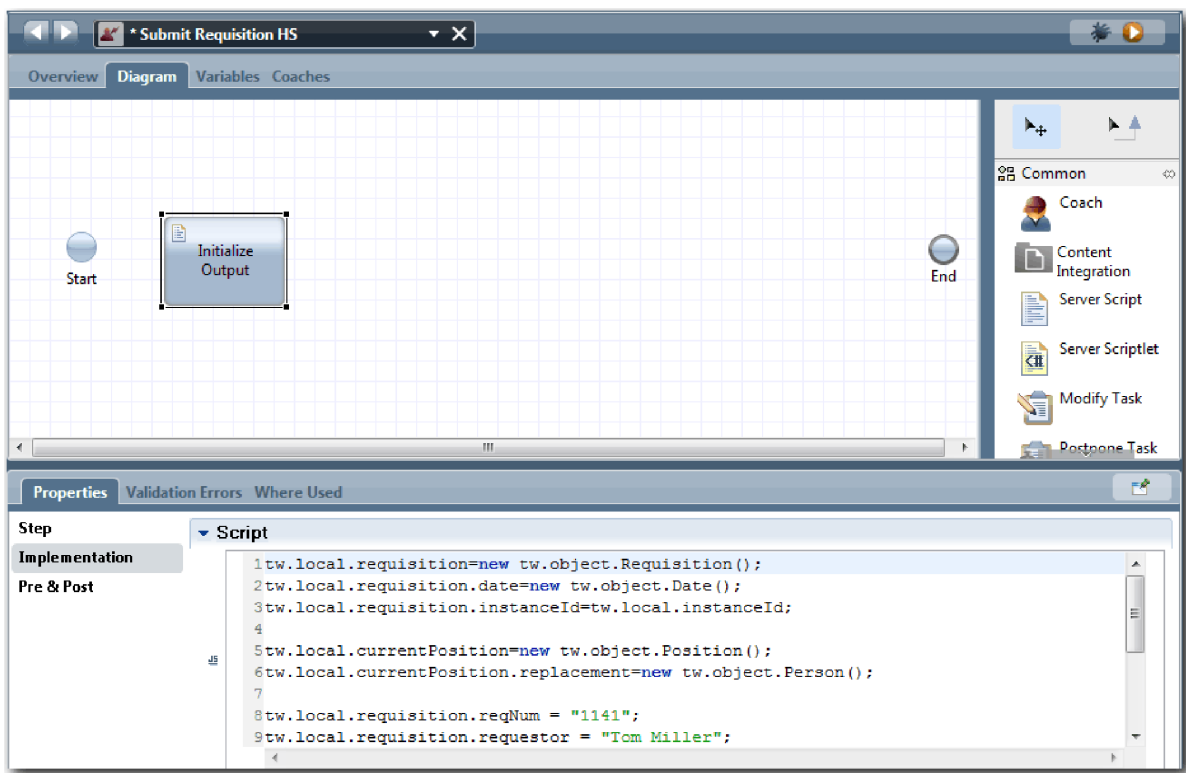 * Submit Requisition HS
Overview Diagram Variables Coaches
Common
Coach
Content
Integration
Server Script
Server Scriptlet
Modify Task
Postpone Task
Start
Initialize
Output
End
Properties Validation Errors Where Used
Step
Implementation
Pre & Post
Script
1tw.local.requisition=new tw.object.Requisition();
2tw.local.requisition.date=new tw.object.Date();
3tw.local.requisition.instanceId=tw.local.instanceId;
4
5tw.local.currentPosition=new tw.object.Position();
6tw.local.currentPosition.replacement=new tw.object.Person();
7
8tw.local.requisition.reqNum = "1141";
9tw.local.requisition.requestor = "Tom Miller";
JS